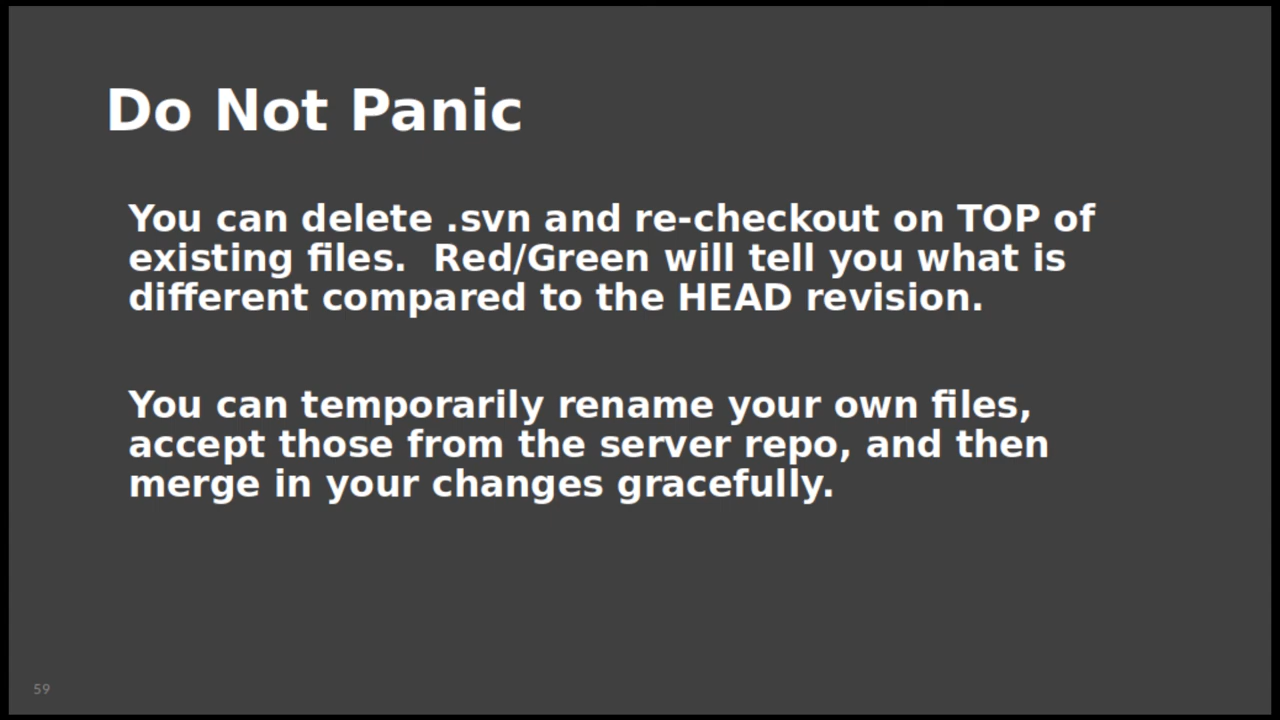 Do Not Panic
You can delete .svn and re-checkout on TOP of
existing files.  Red/Green will tell you what is
different compared to the HEAD revision.
You can temporarily rename your own files,
accept those from the server repo, and then
merge in your changes gracefully.
59